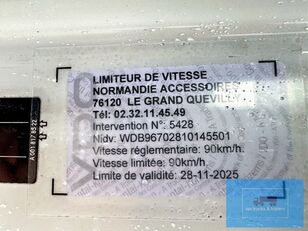 LIMITEUR DE VITESSE
NORMANDIE ACCESSOIRES
76120 LE GRAND QUEVILLY
Tél: 02.32.11.45.49
Intervention N°: 5428
Nidv: WDB96702810145501
Vitesse réglementaire: 90km/h.
Vitesse limitée: 90km/h.
Limite de validité: 28-11-2025